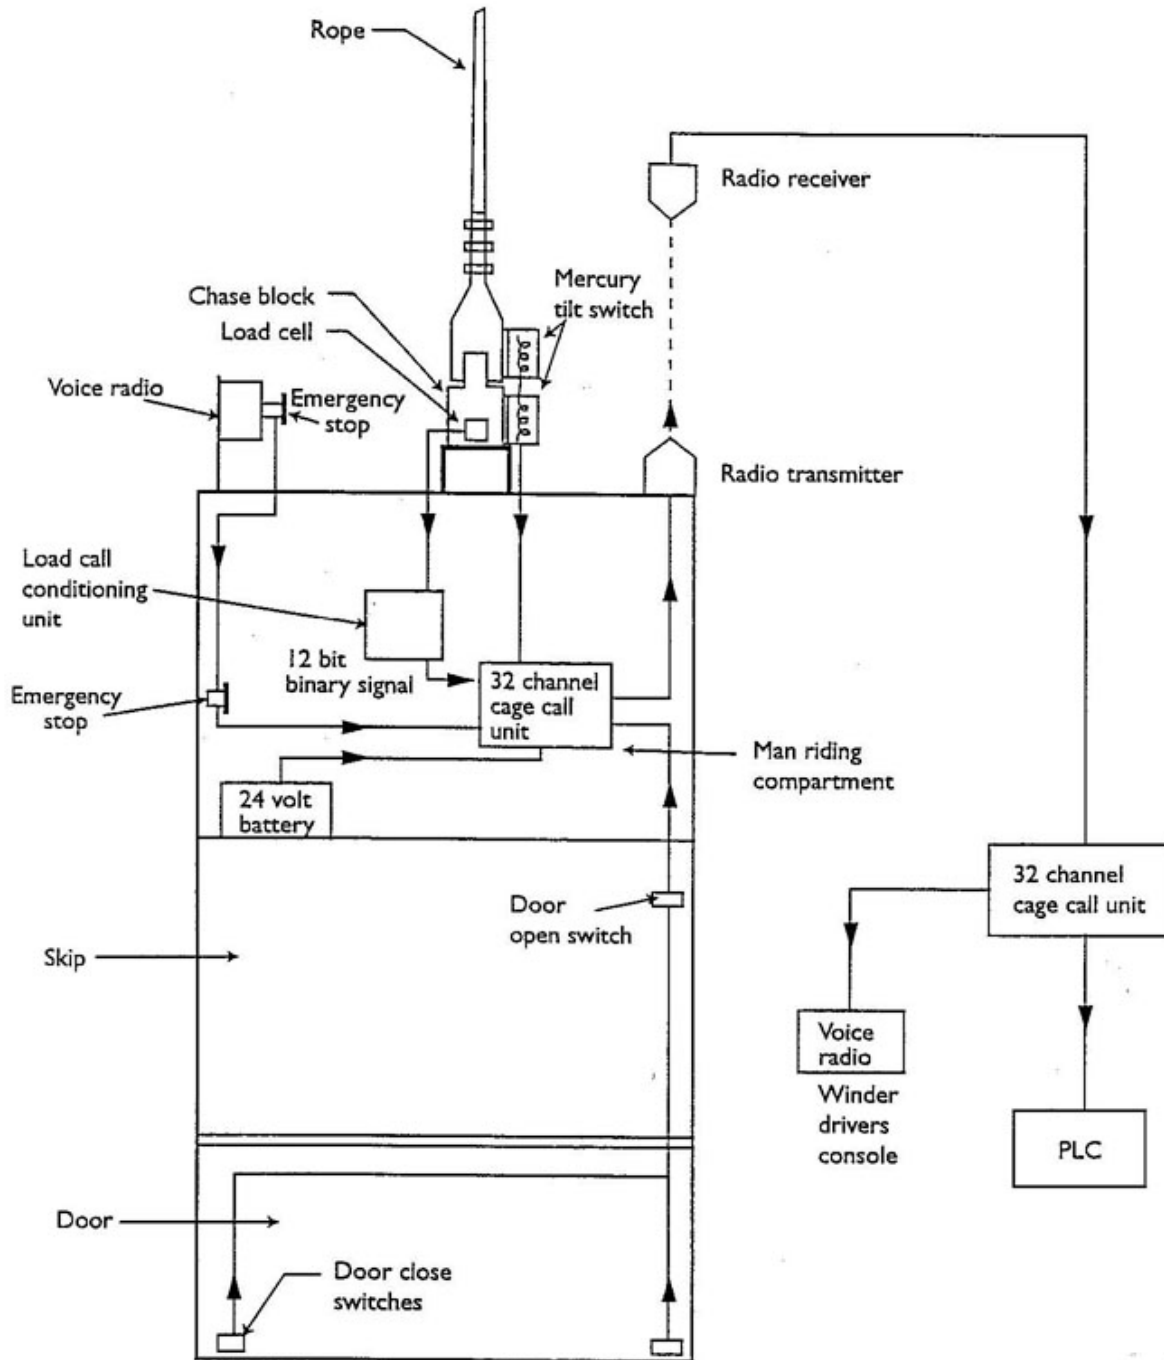 Rope
Radio receiver
Mercury
tilt switch
Chase block
Load cell
Voice radio
Emergency
stop
Radio transmitter
Load call
conditioning
unit
12 bit
binary signal
32 channel
cage call
unit
Emergency
stop
Man riding
compartment
24 volt
battery
32 channel
cage call unit
Door
open switch
Skip
Voice
radio
Winder
drivers
console
PLC
Door
Door close
switches